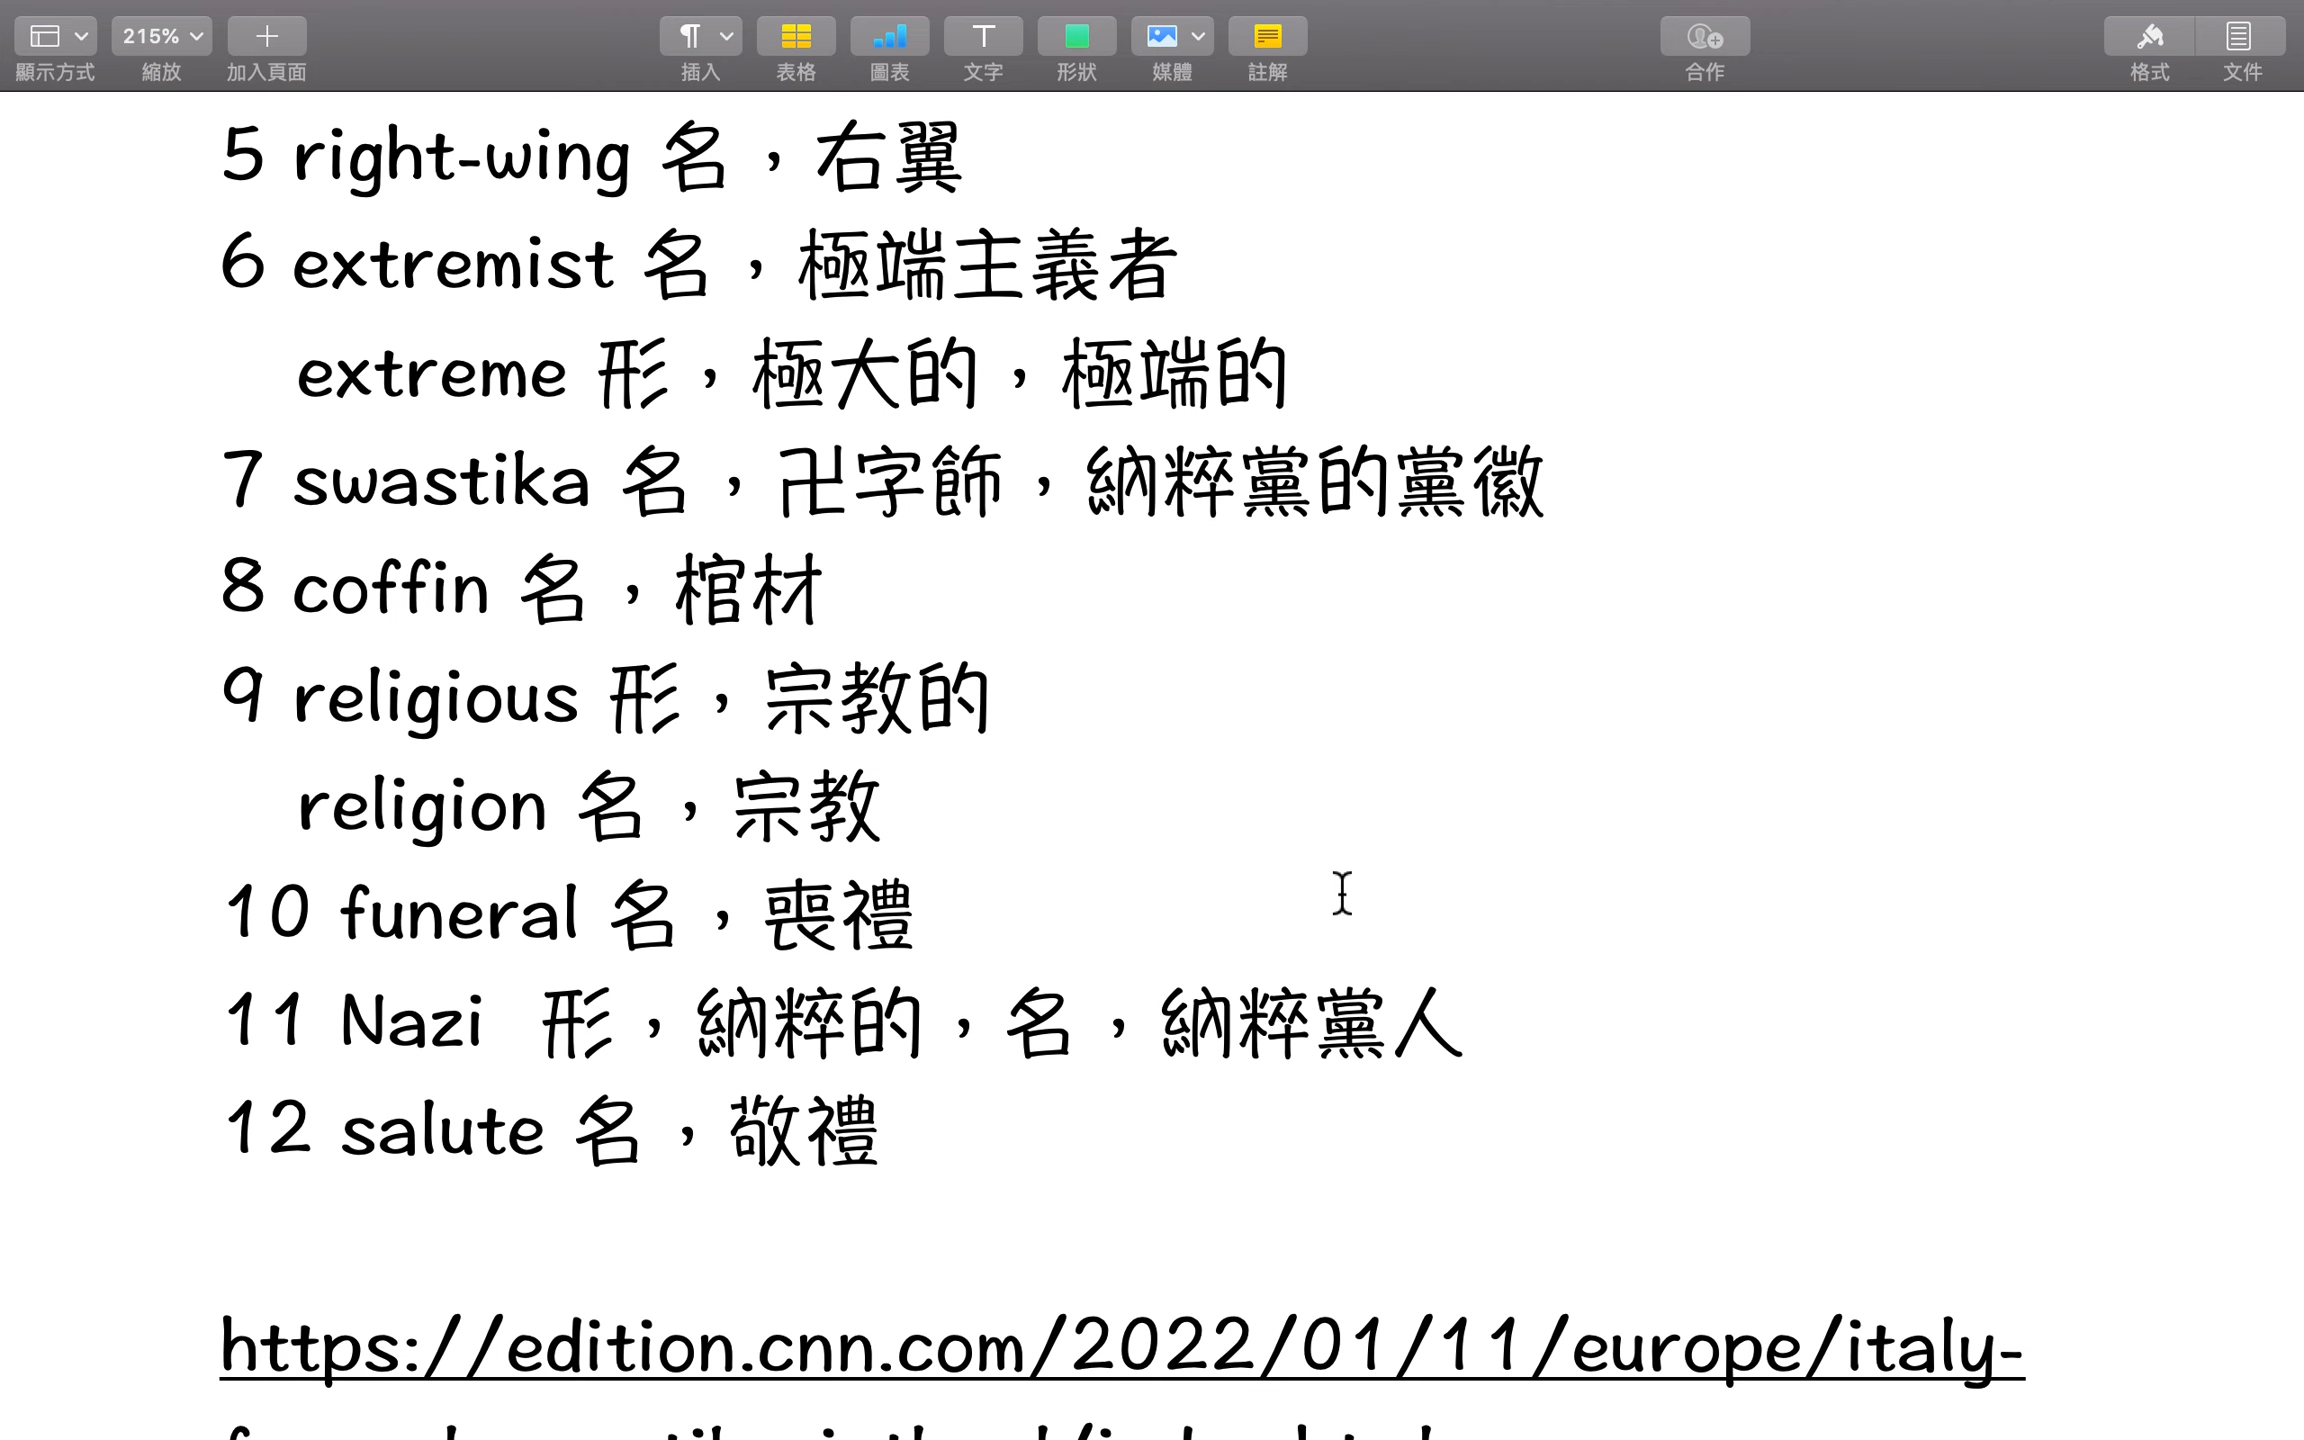 215%
顯示方式 縮放 加入頁面 插入 表格 圖表 文字 形狀 媒體 註解 合作 格式 文件
5 right-wing 名，右翼
6 extremist 名，極端主義者
extreme 形，極大的，極端的
7 swastika 名，卍字飾，納粹黨的黨徽
8 coffin 名，棺材
9 religious 形，宗教的
religion 名，宗教
10 funeral 名，喪禮
11 Nazi 形，納粹的，名，納粹黨人
12 salute 名，敬禮
https://edition.cnn.com/2022/01/11/europe/italy-